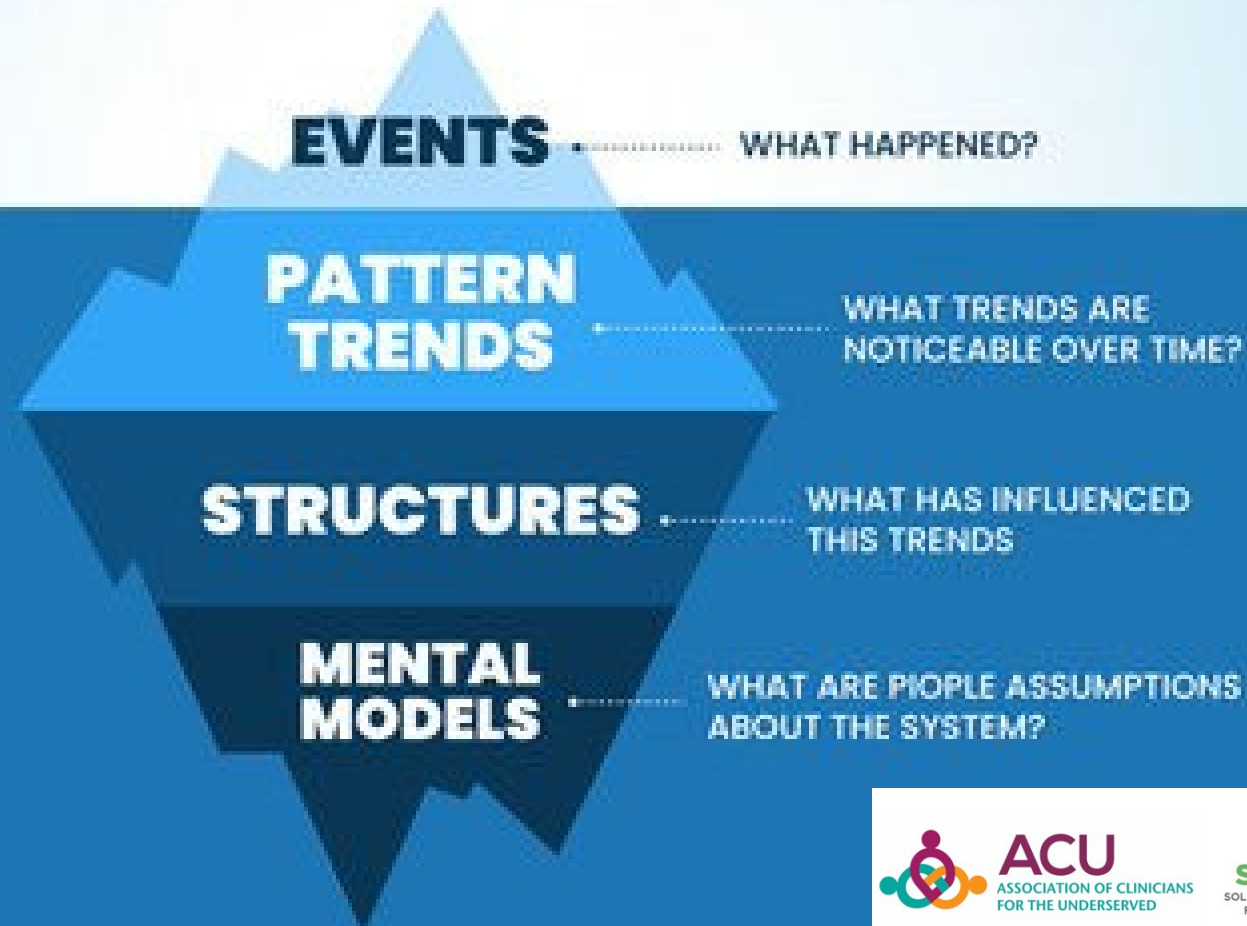 EVENTS
WHAT HAPPENED?
PATTERN
TRENDS
WHAT TRENDS ARE
NOTICEABLE OVER TIME?
STRUCTURES
WHAT HAS INFLUENCED
THIS TRENDS
MENTAL
MODELS
WHAT ARE PIOPLE ASSUMPTIONS
ABOUT THE SYSTEM?
ACU
ASSOCIATION OF CLINICIANS
FOR THE UNDERSERVED